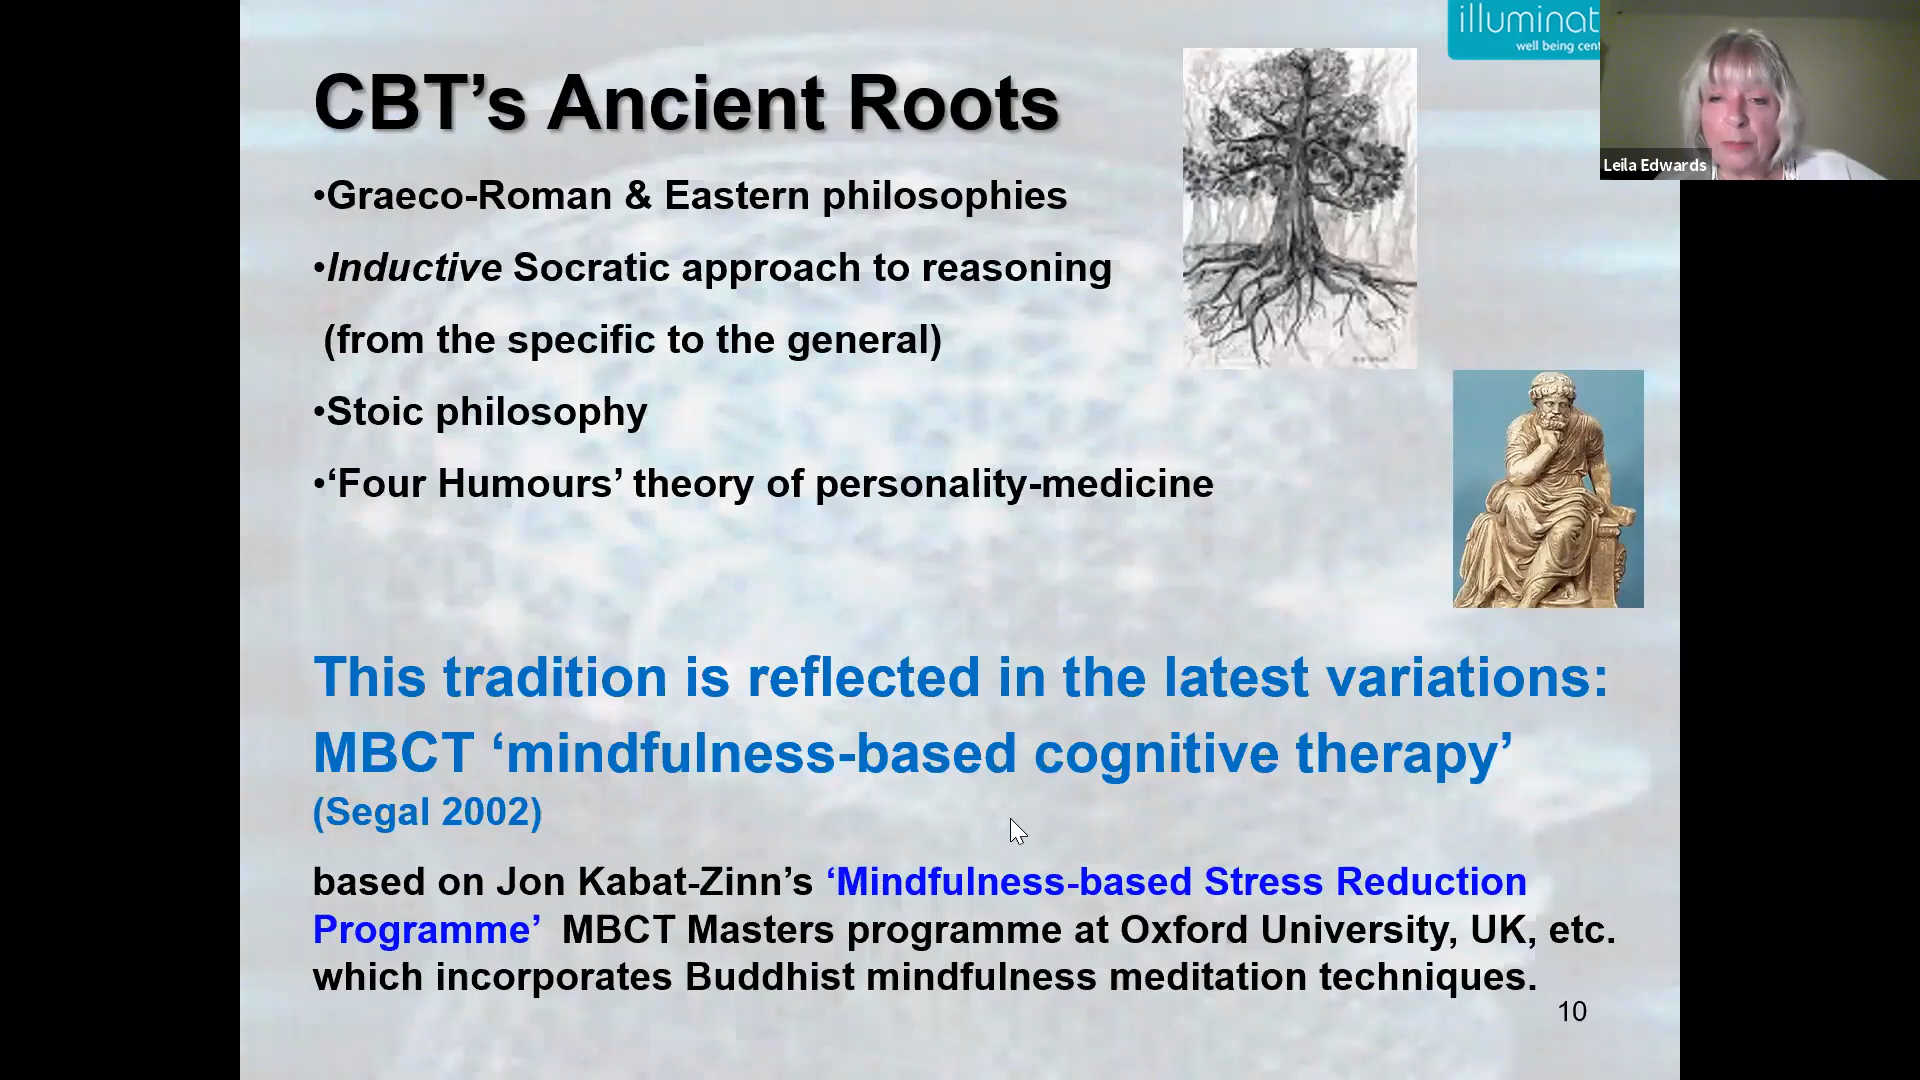 illuminat
well being cent
Leila Edwards
CBT’s Ancient Roots
•Graeco-Roman & Eastern philosophies
•Inductive Socratic approach to reasoning
(from the specific to the general)
•Stoic philosophy
•‘Four Humours’ theory of personality-medicine
This tradition is reflected in the latest variations:
MBCT ‘mindfulness-based cognitive therapy’
(Segal 2002)
based on Jon Kabat-Zinn’s ‘Mindfulness-based Stress Reduction
Programme’ MBCT Masters programme at Oxford University, UK, etc.
which incorporates Buddhist mindfulness meditation techniques.
10